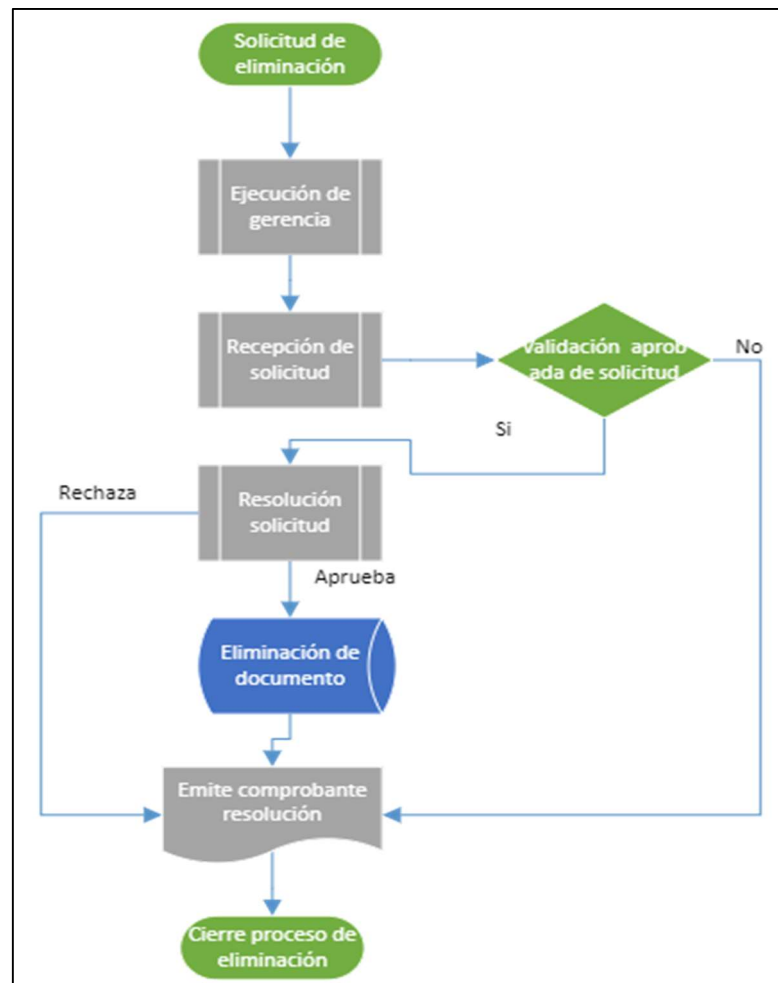 Solicitud de
eliminación
Ejecución de
gerencia
Recepción de
solicitud
Validación aprob
ada de solicitud
No
Si
Rechaza
Resolución
solicitud
Aprueba
Eliminación de
documento
Emite comprobante
resolución
Cierre proceso de
eliminación